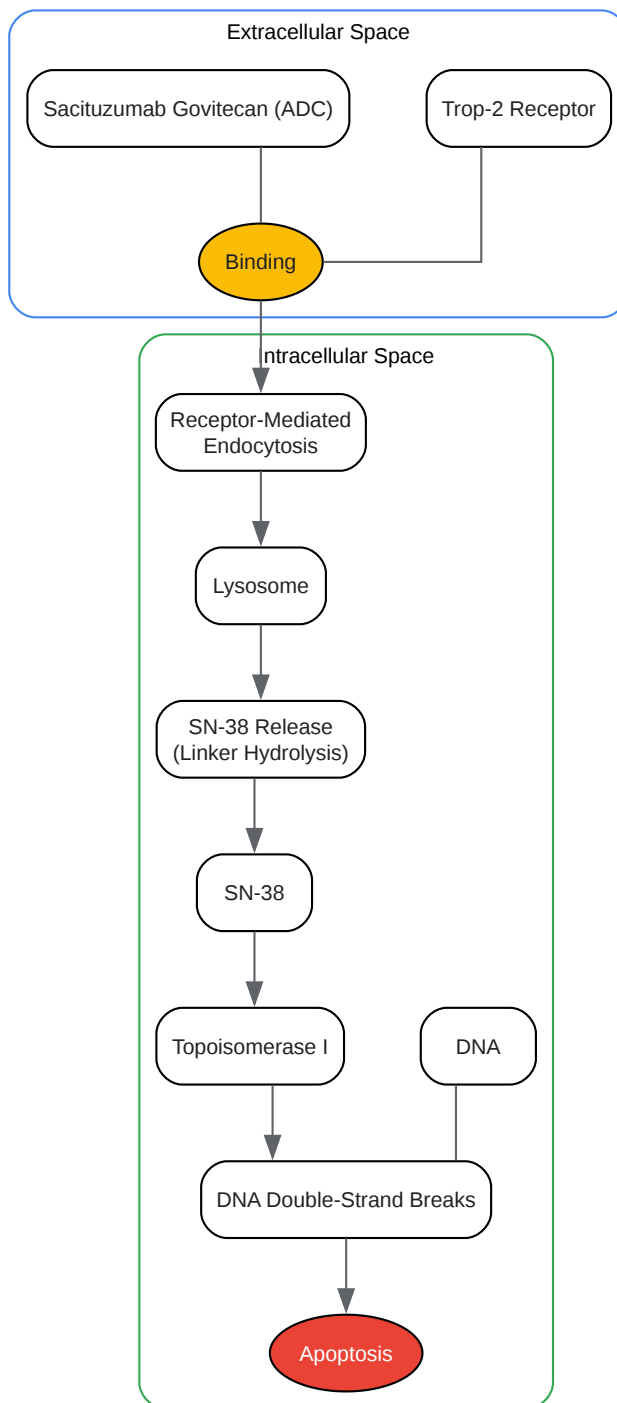 Extracellular Space
Sacituzumab Govitecan (ADC)
Trop-2 Receptor
Binding
Intracellular Space
Receptor-Mediated
Endocytosis
Lysosome
SN-38 Release
(Linker Hydrolysis)
SN-38
Topoisomerase I
DNA
DNA Double-Strand Breaks
Apoptosis